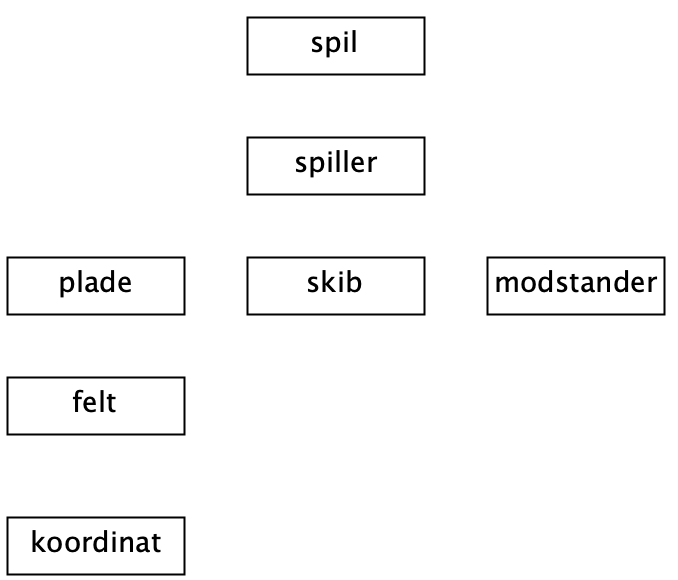 spil
spiller
plade
skib
modstander
felt
koordinat